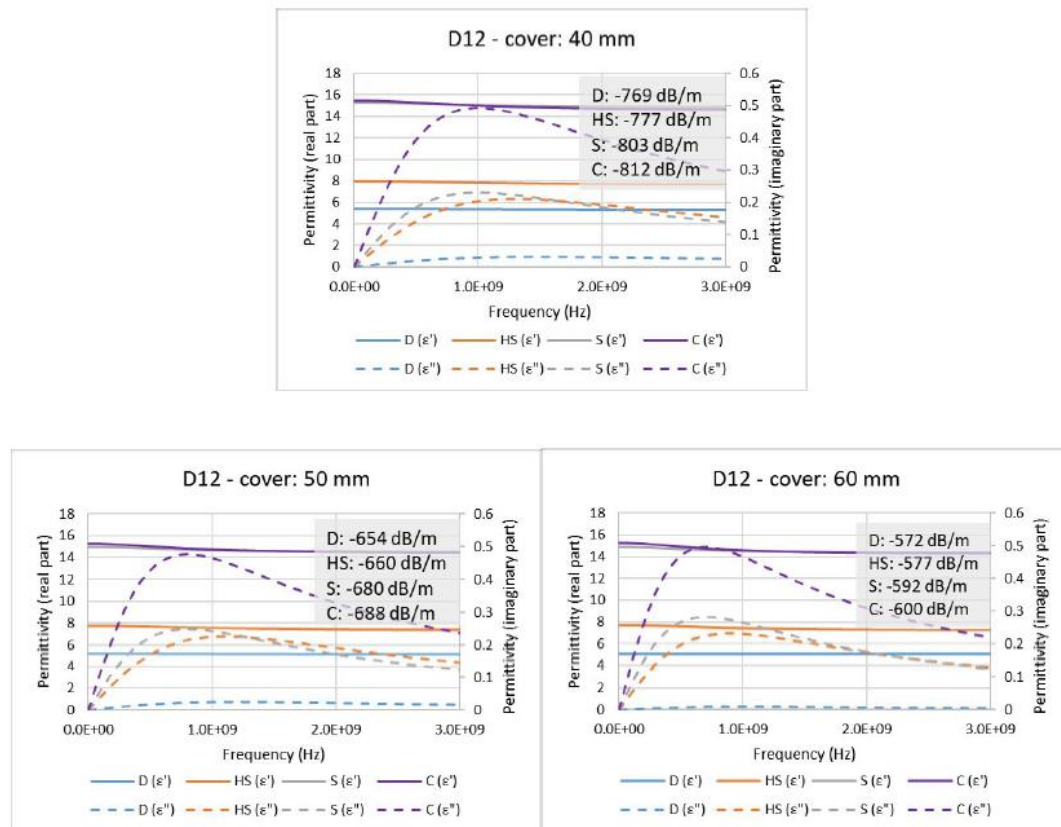 D12 - cover: 40 mm
Permittivity (real part)
18
16
14
12
10
8
6
4
2
0
D: -769 dB/m
HS: -777 dB/m
S: -803 dB/m
C: -812 dB/m
0.6
0.5
0.4
0.3
0.2
0.1
0
Permittivity (imaginary part)
0.0E+00 1.0E+09 2.0E+09 3.0E+09
Frequency (Hz)
D (ε') HS (ε') S (ε') C (ε')
D (ε") HS (ε") S (ε") C (ε")
D12 - cover: 50 mm
Permittivity (real part)
18
16
14
12
10
8
6
4
2
0
D: -654 dB/m
HS: -660 dB/m
S: -680 dB/m
C: -688 dB/m
0.6
0.5
0.4
0.3
0.2
0.1
0
Permittivity (imaginary part)
0.0E+00 1.0E+09 2.0E+09 3.0E+09
Frequency (Hz)
D (ε') HS (ε') S (ε') C (ε')
D (ε") HS (ε") S (ε") C (ε")
D12 - cover: 60 mm
Permittivity (real part)
18
16
14
12
10
8
6
4
2
0
D: -572 dB/m
HS: -577 dB/m
S: -592 dB/m
C: -600 dB/m
0.6
0.5
0.4
0.3
0.2
0.1
0
Permittivity (imaginary part)
0.0E+00 1.0E+09 2.0E+09 3.0E+09
Frequency (Hz)
D (ε') HS (ε') S (ε') C (ε')
D (ε") HS (ε") S (ε") C (ε")